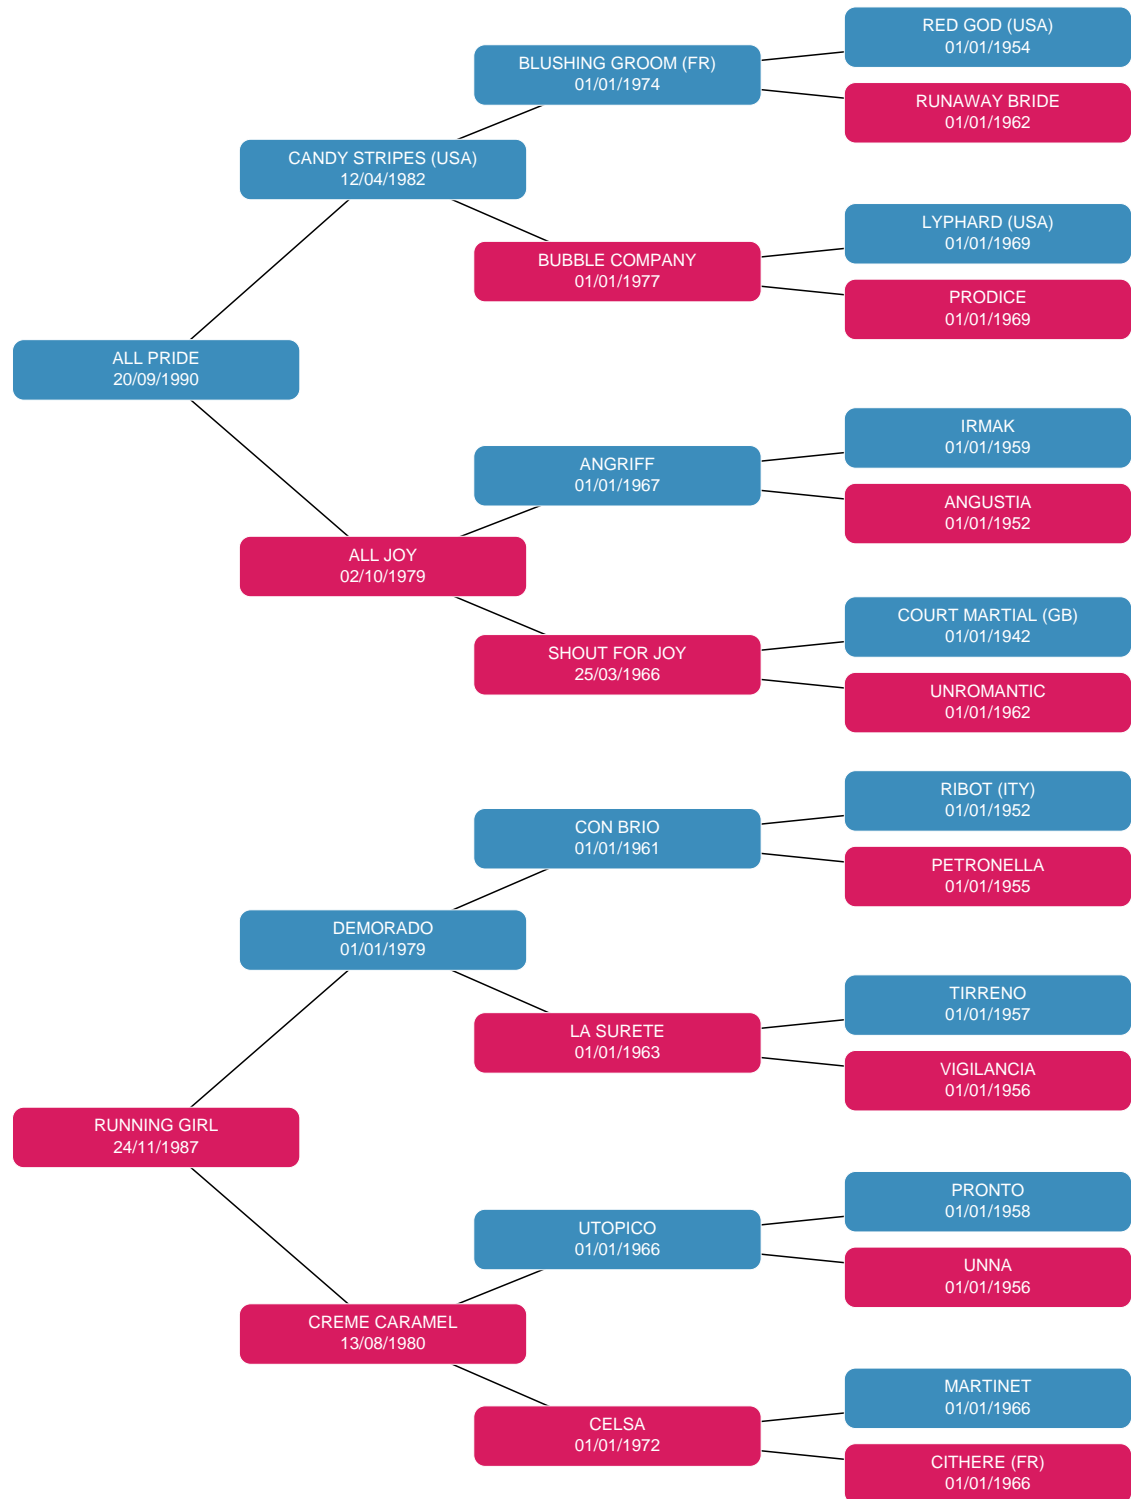 RED GOD (USA)
01/01/1954
BLUSHING GROOM (FR)
01/01/1974
RUNAWAY BRIDE
01/01/1962
CANDY STRIPES (USA)
12/04/1982
LYPHARD (USA)
01/01/1969
BUBBLE COMPANY
01/01/1977
PRODICE
01/01/1969
ALL PRIDE
20/09/1990
IRMAK
01/01/1959
ANGRIFF
01/01/1967
ANGUSTIA
01/01/1952
ALL JOY
02/10/1979
COURT MARTIAL (GB)
01/01/1942
SHOUT FOR JOY
25/03/1966
UNROMANTIC
01/01/1962
RIBOT (ITY)
01/01/1952
CON BRIO
01/01/1961
PETRONELLA
01/01/1955
DEMORADO
01/01/1979
TIRRENO
01/01/1957
LA SURETE
01/01/1963
VIGILANCIA
01/01/1956
RUNNING GIRL
24/11/1987
PRONTO
01/01/1958
UTOPICO
01/01/1966
UNNA
01/01/1956
CREME CARAMEL
13/08/1980
MARTINET
01/01/1966
CELSA
01/01/1972
CITHERE (FR)
01/01/1966